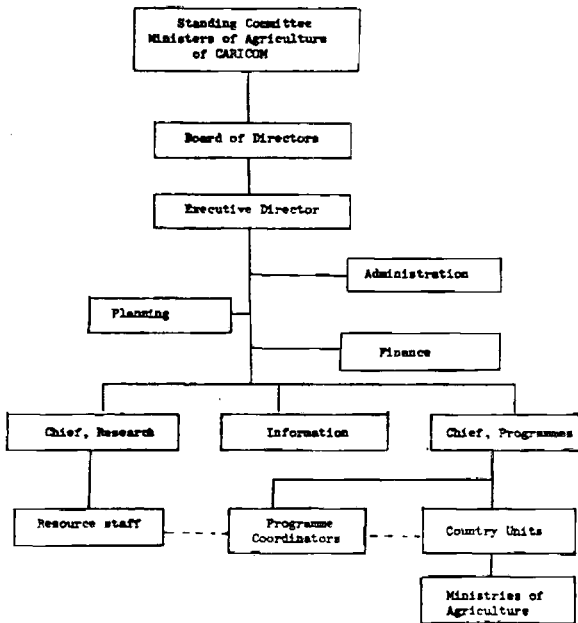 Standing Committee
Ministers of Agriculture
of CARICOM
Board of Directors
Executive Director
Administration
Planning
Finance
Chief, Research
Information
Chief, Programmes
Resource staff
Programme
Coordinators
Country Units
Ministries of
Agriculture